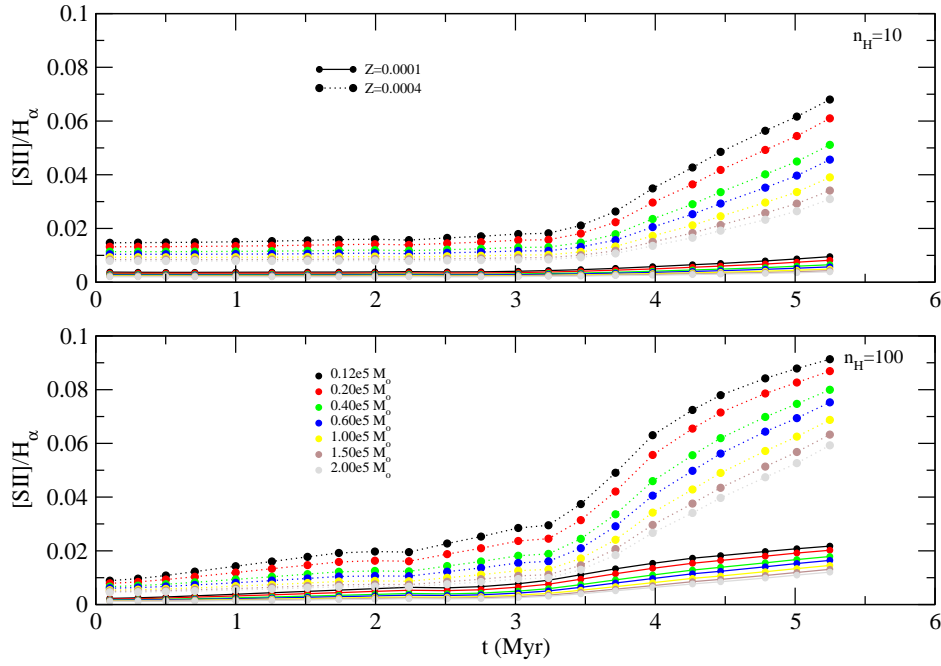 0.1
n_H=10
Z=0.0001
Z=0.0004
0.08
0.06
[SII]/H_α
0.04
0.02
0
0 1 2 3 4 5 6
0.1
n_H=100
0.12e5 M_o
0.20e5 M_o
0.40e5 M_o
0.60e5 M_o
1.00e5 M_o
1.50e5 M_o
2.00e5 M_o
0.08
0.06
[SII]/H_α
0.04
0.02
0
0 1 2 3 4 5 6
t (Myr)